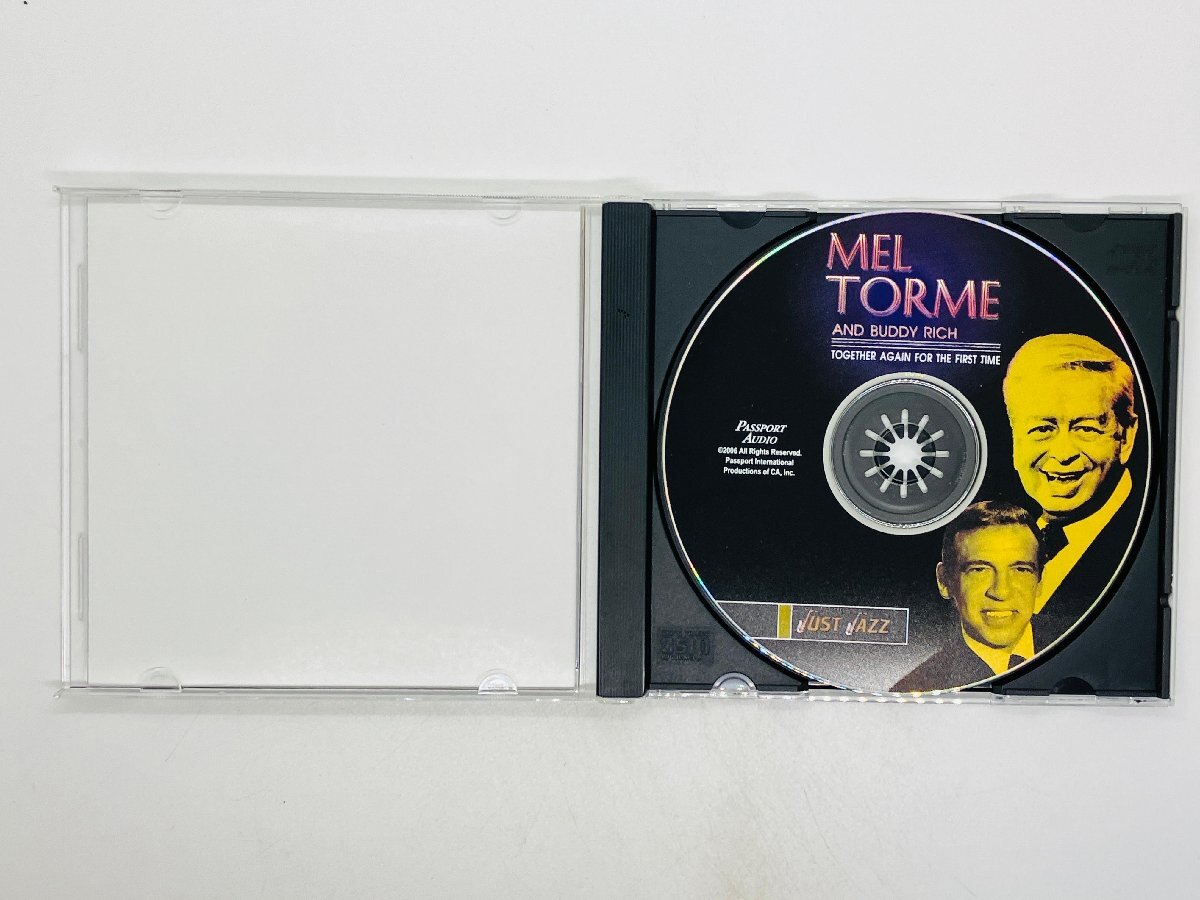 MEL
TORME
AND BUDDY RICH
TOGETHER AGAIN FOR THE FIRST TIME
PASSPORT
AUDIO
©2006 All Rights Reserved.
Passport International
Productions of CA, Inc.
JUST JAZZ